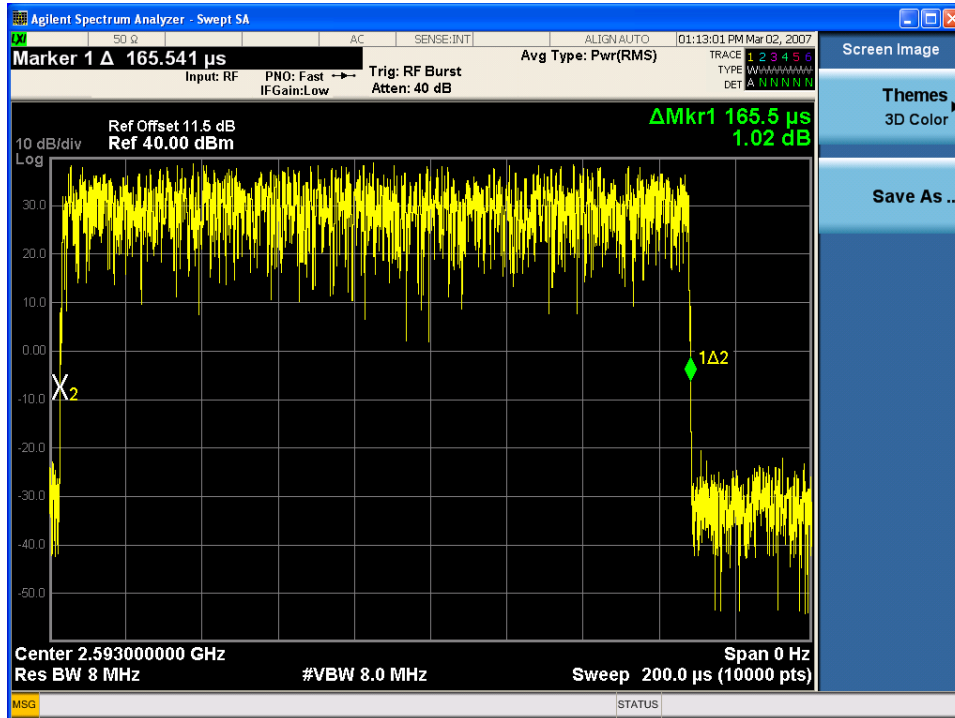 Agilent Spectrum Analyzer - Swept SA
LXI 50 Ω AC SENSE:INT ALIGN AUTO 01:13:01 PM Mar 02, 2007
Marker 1 Δ 165.541 µs
Input: RF PNO: Fast Trig: RF Burst
IFGain:Low Atten: 40 dB
Avg Type: Pwr(RMS)
TRACE 1 2 3 4 5 6
TYPE W
DET A N N N N N
Screen Image
Themes
3D Color
Save As ..
ΔMkr1 165.5 µs
1.02 dB
Ref Offset 11.5 dB
10 dB/div Ref 40.00 dBm
Log
30.0
20.0
10.0
0.00
-10.0
-20.0
-30.0
-40.0
-50.0
X2
1Δ2
Center 2.593000000 GHz Span 0 Hz
Res BW 8 MHz #VBW 8.0 MHz Sweep 200.0 µs (10000 pts)
MSG STATUS